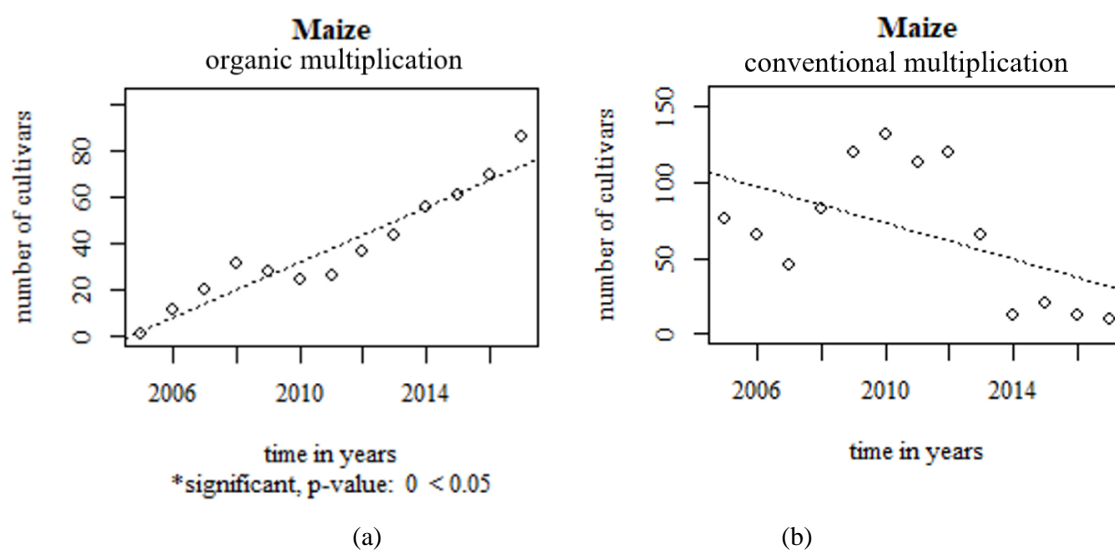 Maize
organic multiplication
number of cultivars
0
20
40
60
80
2006
2010
2014
time in years
*significant, p-value: 0 < 0.05
(a)
Maize
conventional multiplication
number of cultivars
0
50
100
150
2006
2010
2014
time in years
(b)